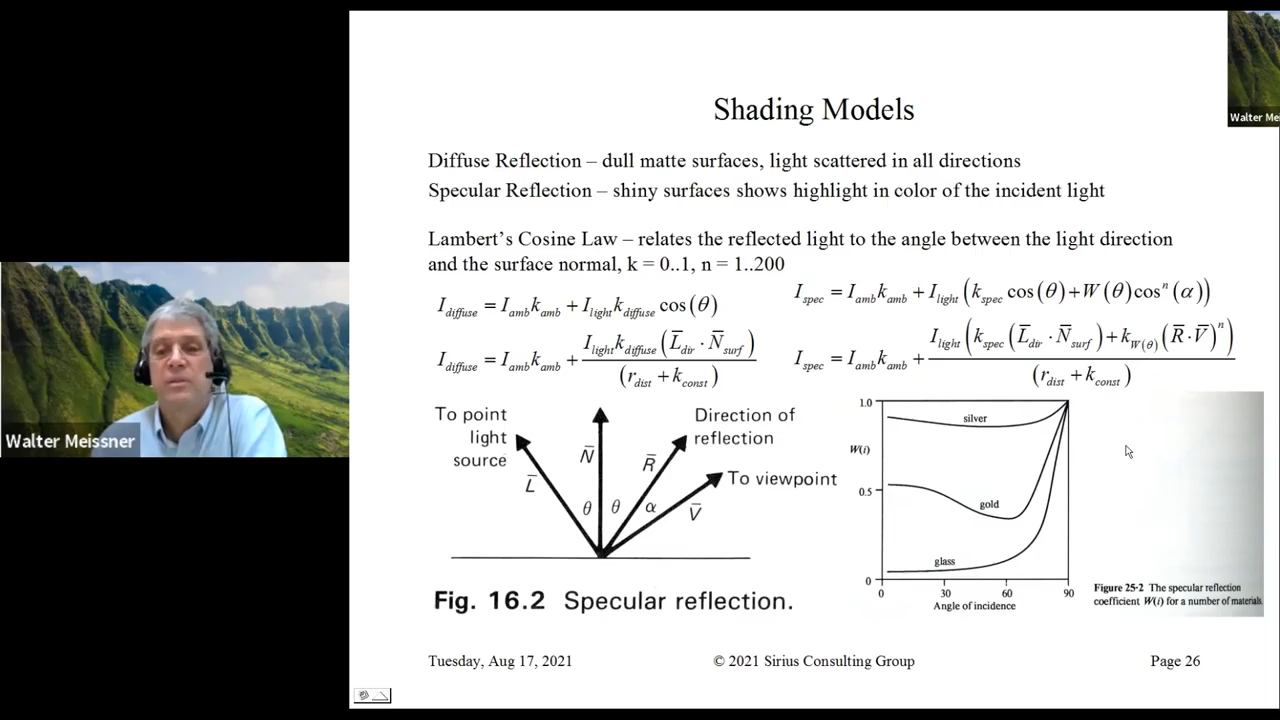 Shading Models
Walter Mei
Diffuse Reflection – dull matte surfaces, light scattered in all directions
Specular Reflection – shiny surfaces shows highlight in color of the incident light
Lambert's Cosine Law – relates the reflected light to the angle between the light direction
and the surface normal, k = 0..1, n = 1..200
I_diffuse = I_amb k_amb + I_light k_diffuse cos(θ)
I_diffuse = I_amb k_amb + I_light k_diffuse (L̄_dir · N̄_surf) / (r_dist + k_const)
I_spec = I_amb k_amb + I_light (k_spec cos(θ) + W(θ) cos^n(α))
I_spec = I_amb k_amb + I_light (k_spec (L̄_dir · N̄_surf) + k_W(θ) (R̄ · V̄)^n) / (r_dist + k_const)
Walter Meissner
To point
light
source
L̄
N̄
θ
θ
R̄
α
V̄
Direction of
reflection
To viewpoint
Fig. 16.2 Specular reflection.
1.0
W(i)
0.5
0
silver
gold
glass
0 30 60 90
Angle of incidence
Figure 25-2 The specular reflection
coefficient W(i) for a number of materials
Tuesday, Aug 17, 2021
© 2021 Sirius Consulting Group
Page 26